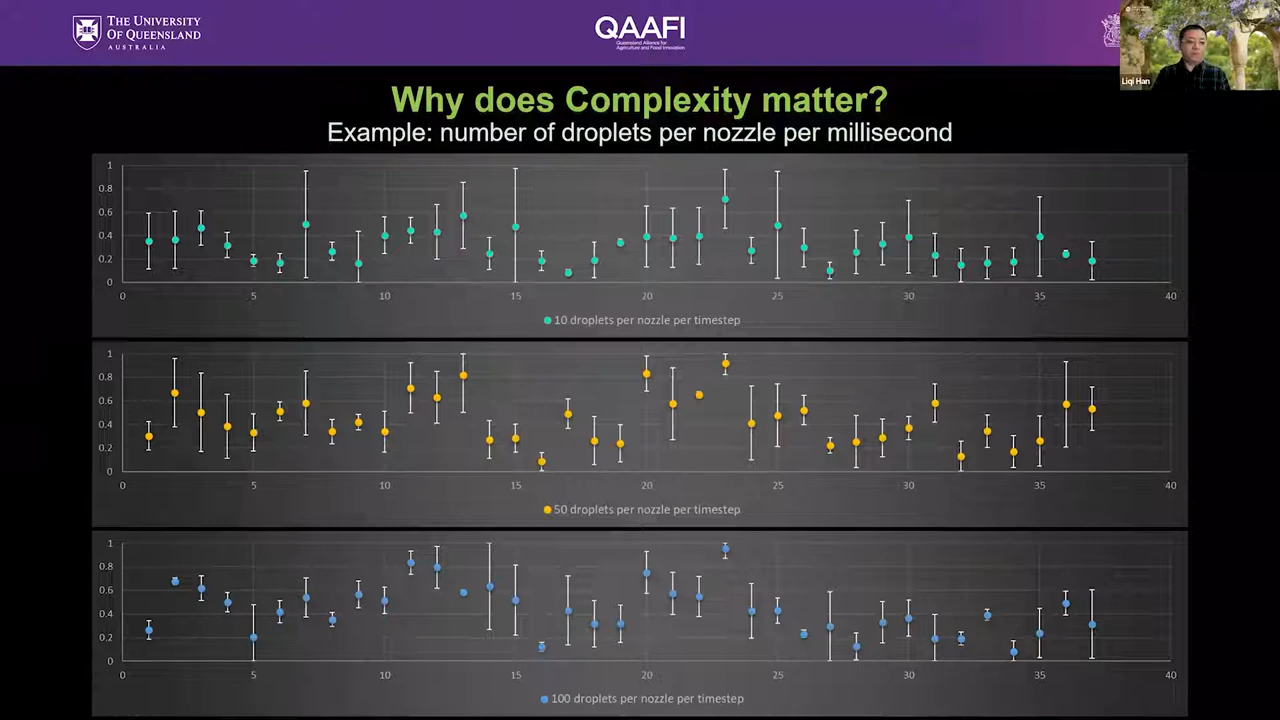 THE UNIVERSITY
OF QUEENSLAND
AUSTRALIA
QAAFI
Queensland Alliance for
Agriculture and Food Innovation
Liqi Han
Why does Complexity matter?
Example: number of droplets per nozzle per millisecond
1
0.8
0.6
0.4
0.2
0
0 5 10 15 20 25 30 35 40
10 droplets per nozzle per timestep
1
0.8
0.6
0.4
0.2
0
0 5 10 15 20 25 30 35 40
50 droplets per nozzle per timestep
1
0.8
0.6
0.4
0.2
0
0 5 10 15 20 25 30 35 40
100 droplets per nozzle per timestep